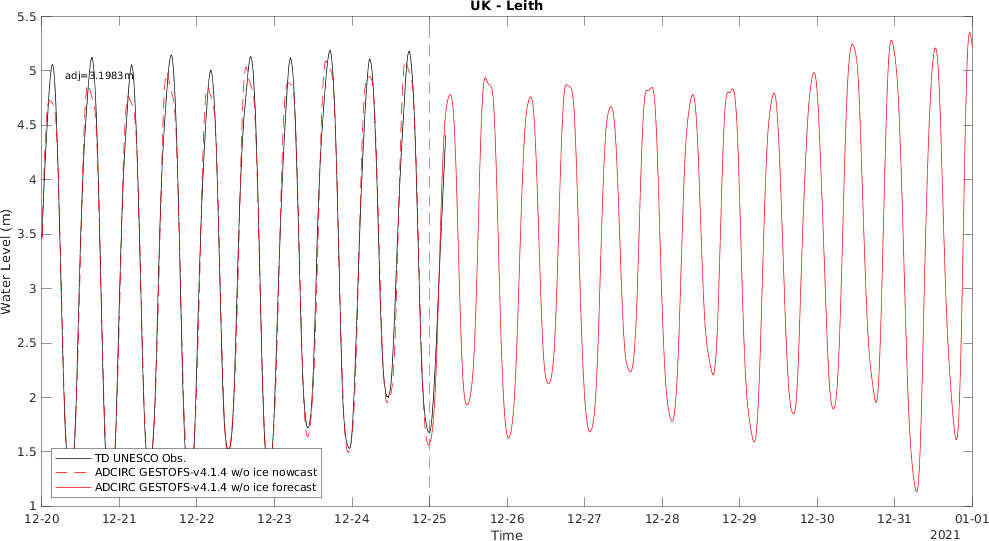 UK - Leith
5.5
5
4.5
4
3.5
3
2.5
2
1.5
1
Water Level (m)
adj=3.1983m
TD UNESCO Obs.
ADCIRC GESTOFS-v4.1.4 w/o ice nowcast
ADCIRC GESTOFS-v4.1.4 w/o ice forecast
12-20 12-21 12-22 12-23 12-24 12-25 12-26 12-27 12-28 12-29 12-30 12-31 01-01
Time
2021